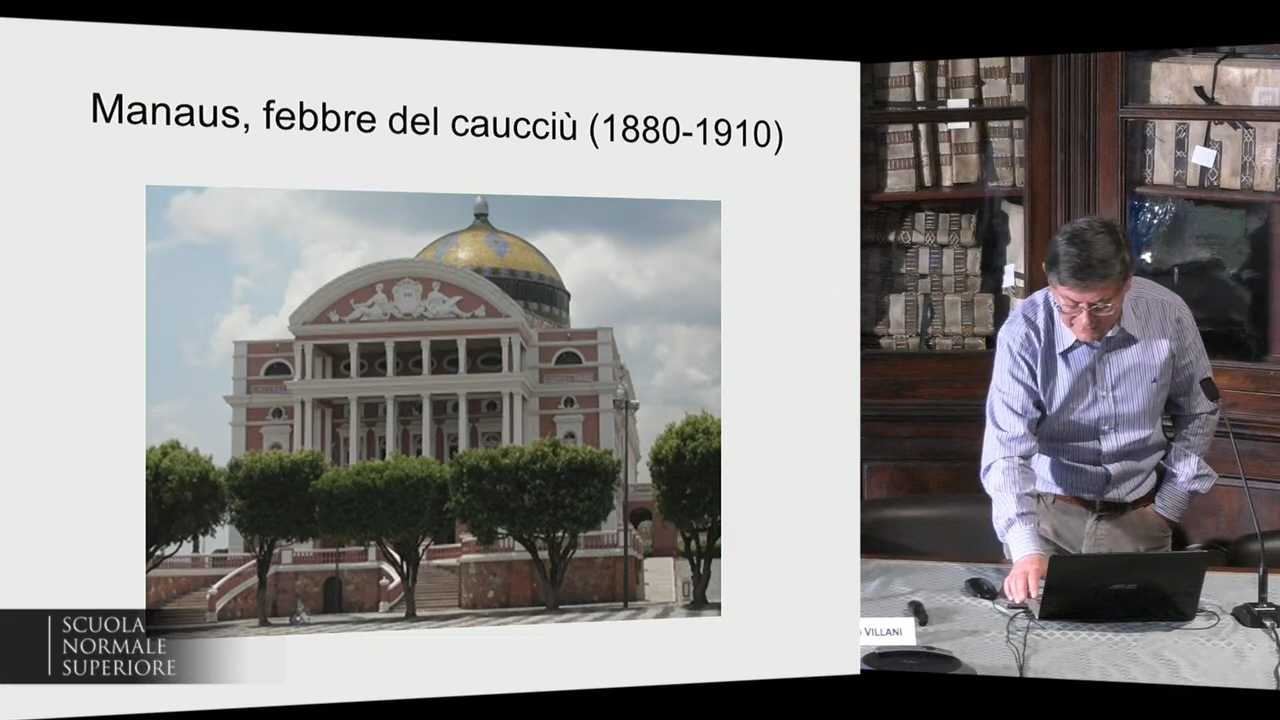 Manaus, febbre del caucciù (1880-1910)
SCUOLA
NORMALE
SUPERIORE
VILLANI